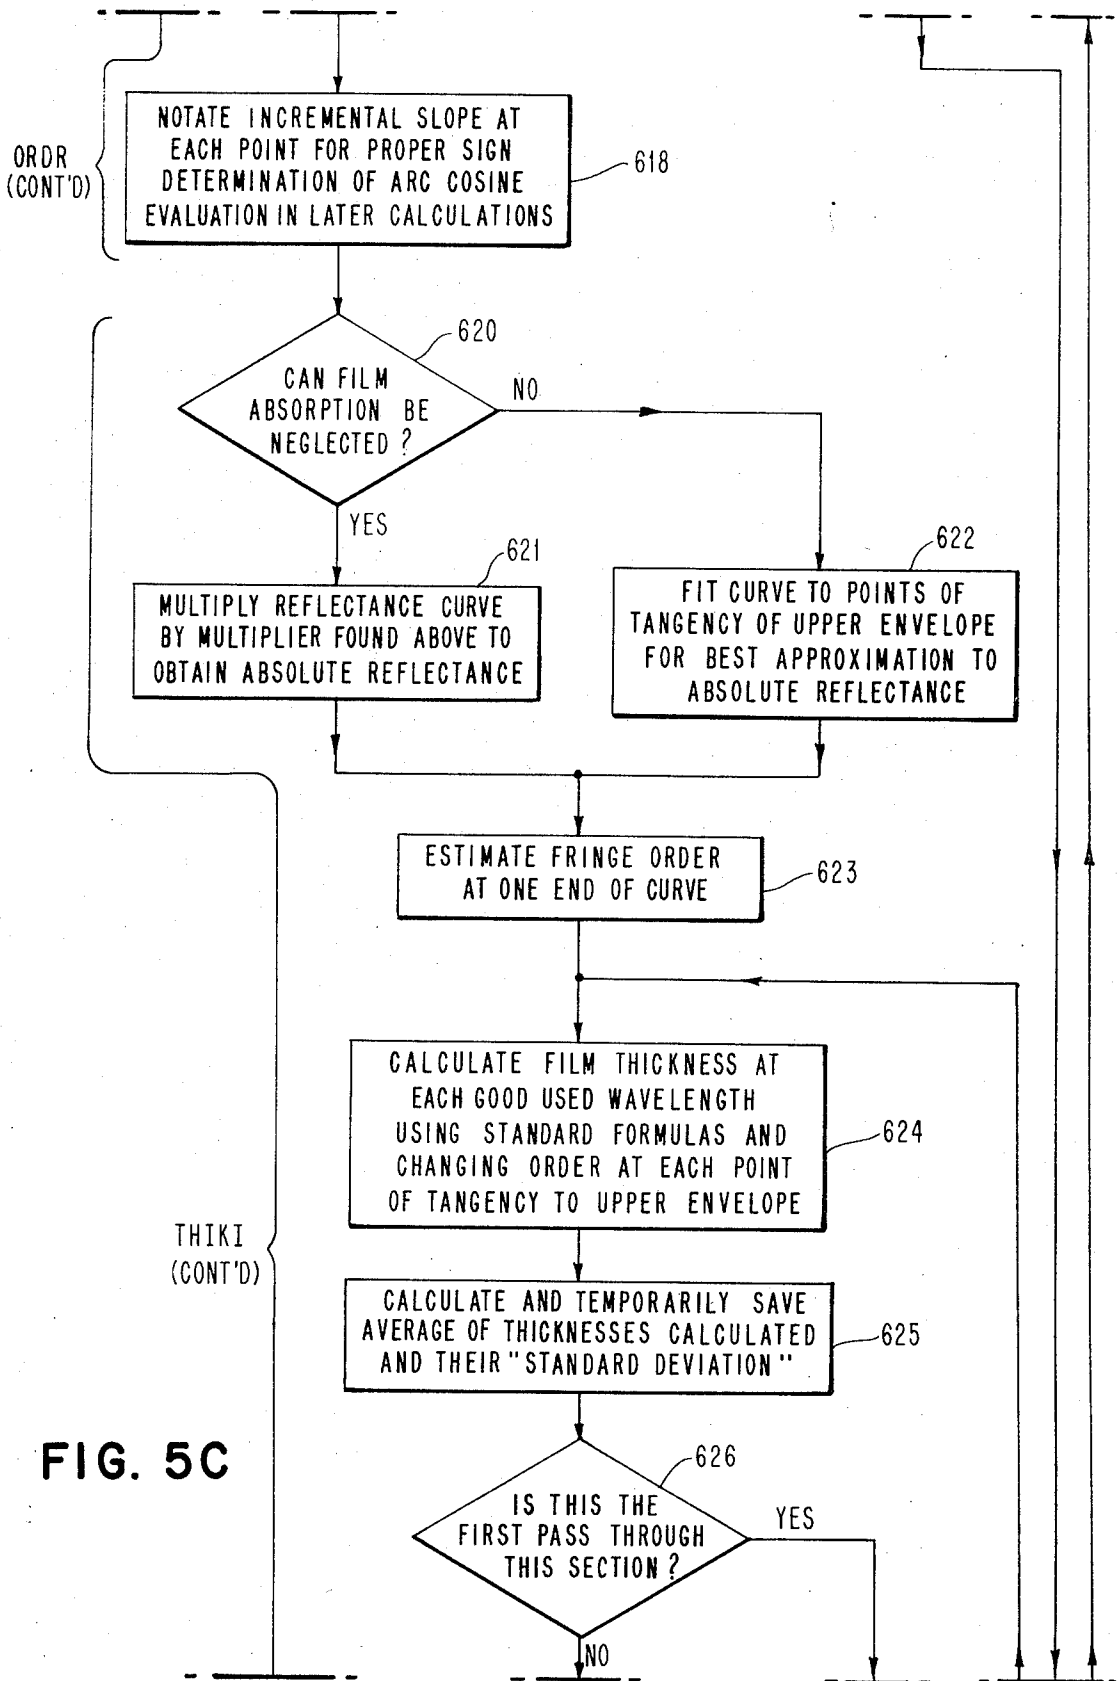 NOTATE INCREMENTAL SLOPE AT
EACH POINT FOR PROPER SIGN
DETERMINATION OF ARC COSINE
EVALUATION IN LATER CALCULATIONS
618
ORDR
(CONT'D)
620
CAN FILM
ABSORPTION BE
NEGLECTED?
NO
YES
621
MULTIPLY REFLECTANCE CURVE
BY MULTIPLIER FOUND ABOVE TO
OBTAIN ABSOLUTE REFLECTANCE
622
FIT CURVE TO POINTS OF
TANGENCY OF UPPER ENVELOPE
FOR BEST APPROXIMATION TO
ABSOLUTE REFLECTANCE
ESTIMATE FRINGE ORDER
AT ONE END OF CURVE
623
CALCULATE FILM THICKNESS AT
EACH GOOD USED WAVELENGTH
USING STANDARD FORMULAS AND
CHANGING ORDER AT EACH POINT
OF TANGENCY TO UPPER ENVELOPE
624
THIKI
(CONT'D)
CALCULATE AND TEMPORARILY SAVE
AVERAGE OF THICKNESSES CALCULATED
AND THEIR "STANDARD DEVIATION"
625
FIG. 5C
626
IS THIS THE
FIRST PASS THROUGH
THIS SECTION?
YES
NO